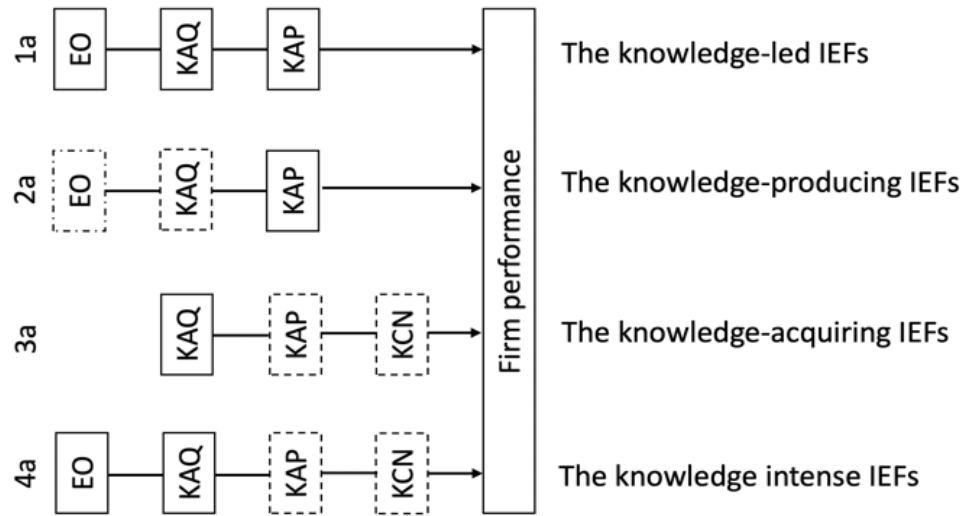 1a EO KAQ KAP The knowledge-led IEFs
2a EO KAQ KAP The knowledge-producing IEFs
Firm performance
3a KAQ KAP KCN The knowledge-acquiring IEFs
4a EO KAQ KAP KCN The knowledge intense IEFs